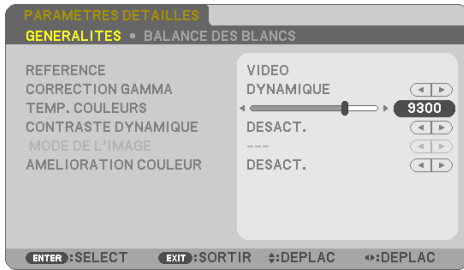 PARAMETRES DETAILLES
GENERALITES • BALANCE DES BLANCS
REFERENCE VIDEO
CORRECTION GAMMA DYNAMIQUE
TEMP. COULEURS 9300
CONTRASTE DYNAMIQUE DESACT.
MODE DE L'IMAGE ---
AMELIORATION COULEUR DESACT.
ENTER :SELECT EXIT :SORTIR :DEPLAC :DEPLAC